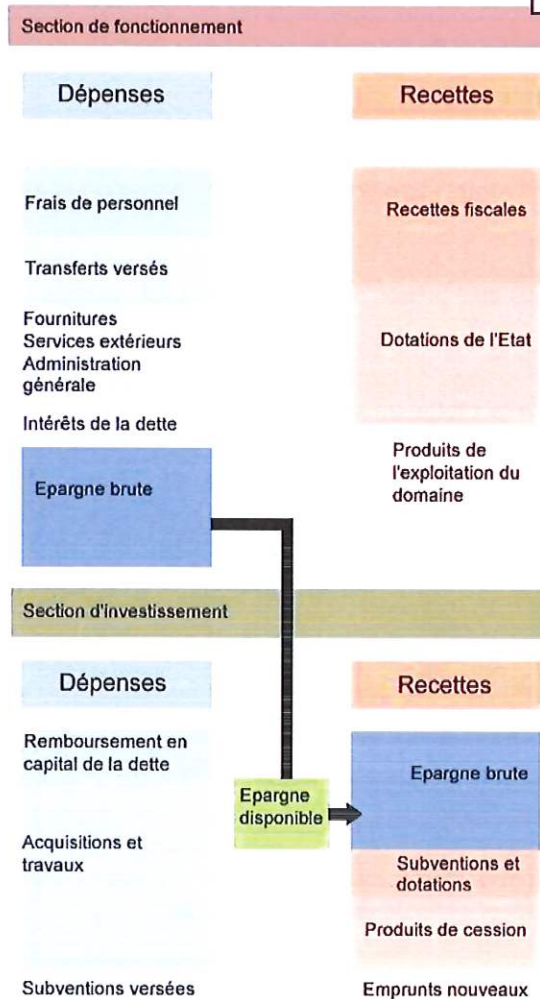 Section de fonctionnement
Dépenses
Recettes
Frais de personnel
Recettes fiscales
Transferts versés
Fournitures
Services extérieurs
Administration
générale
Dotations de l'Etat
Intérêts de la dette
Produits de
l'exploitation du
domaine
Epargne brute
Section d'investissement
Dépenses
Recettes
Remboursement en
capital de la dette
Epargne brute
Epargne
disponible
Acquisitions et
travaux
Subventions et
dotations
Produits de cession
Subventions versées
Emprunts nouveaux